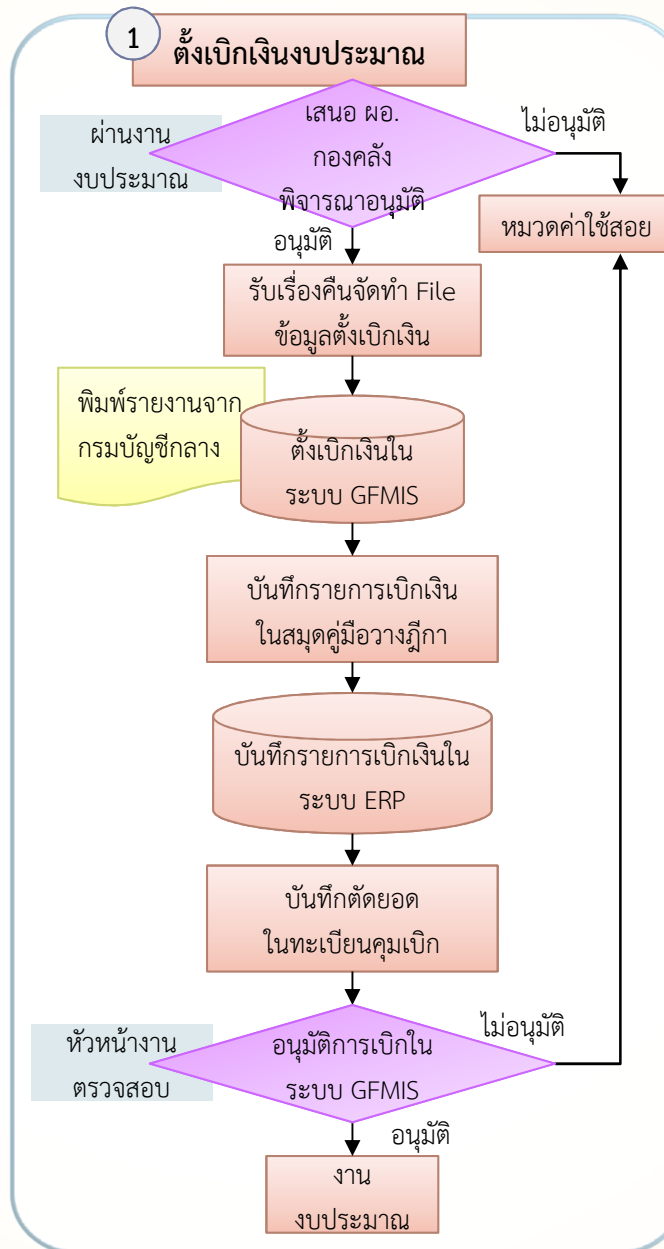 1
ตั้งเบิกเงินงบประมาณ
ผ่านงาน
งบประมาณ
เสนอ ผอ.
กองคลัง
พิจารณาอนุมัติ
ไม่อนุมัติ
หมวดค่าใช้สอย
อนุมัติ
รับเรื่องคืนจัดทำ File
ข้อมูลตั้งเบิกเงิน
พิมพ์รายงานจาก
กรมบัญชีกลาง
ตั้งเบิกเงินใน
ระบบ GFMIS
บันทึกรายการเบิกเงิน
ในสมุดคู่มือวางฎีกา
บันทึกรายการเบิกเงินใน
ระบบ ERP
บันทึกตัดยอด
ในทะเบียนคุมเบิก
หัวหน้างาน
ตรวจสอบ
อนุมัติการเบิกใน
ระบบ GFMIS
ไม่อนุมัติ
อนุมัติ
งาน
งบประมาณ